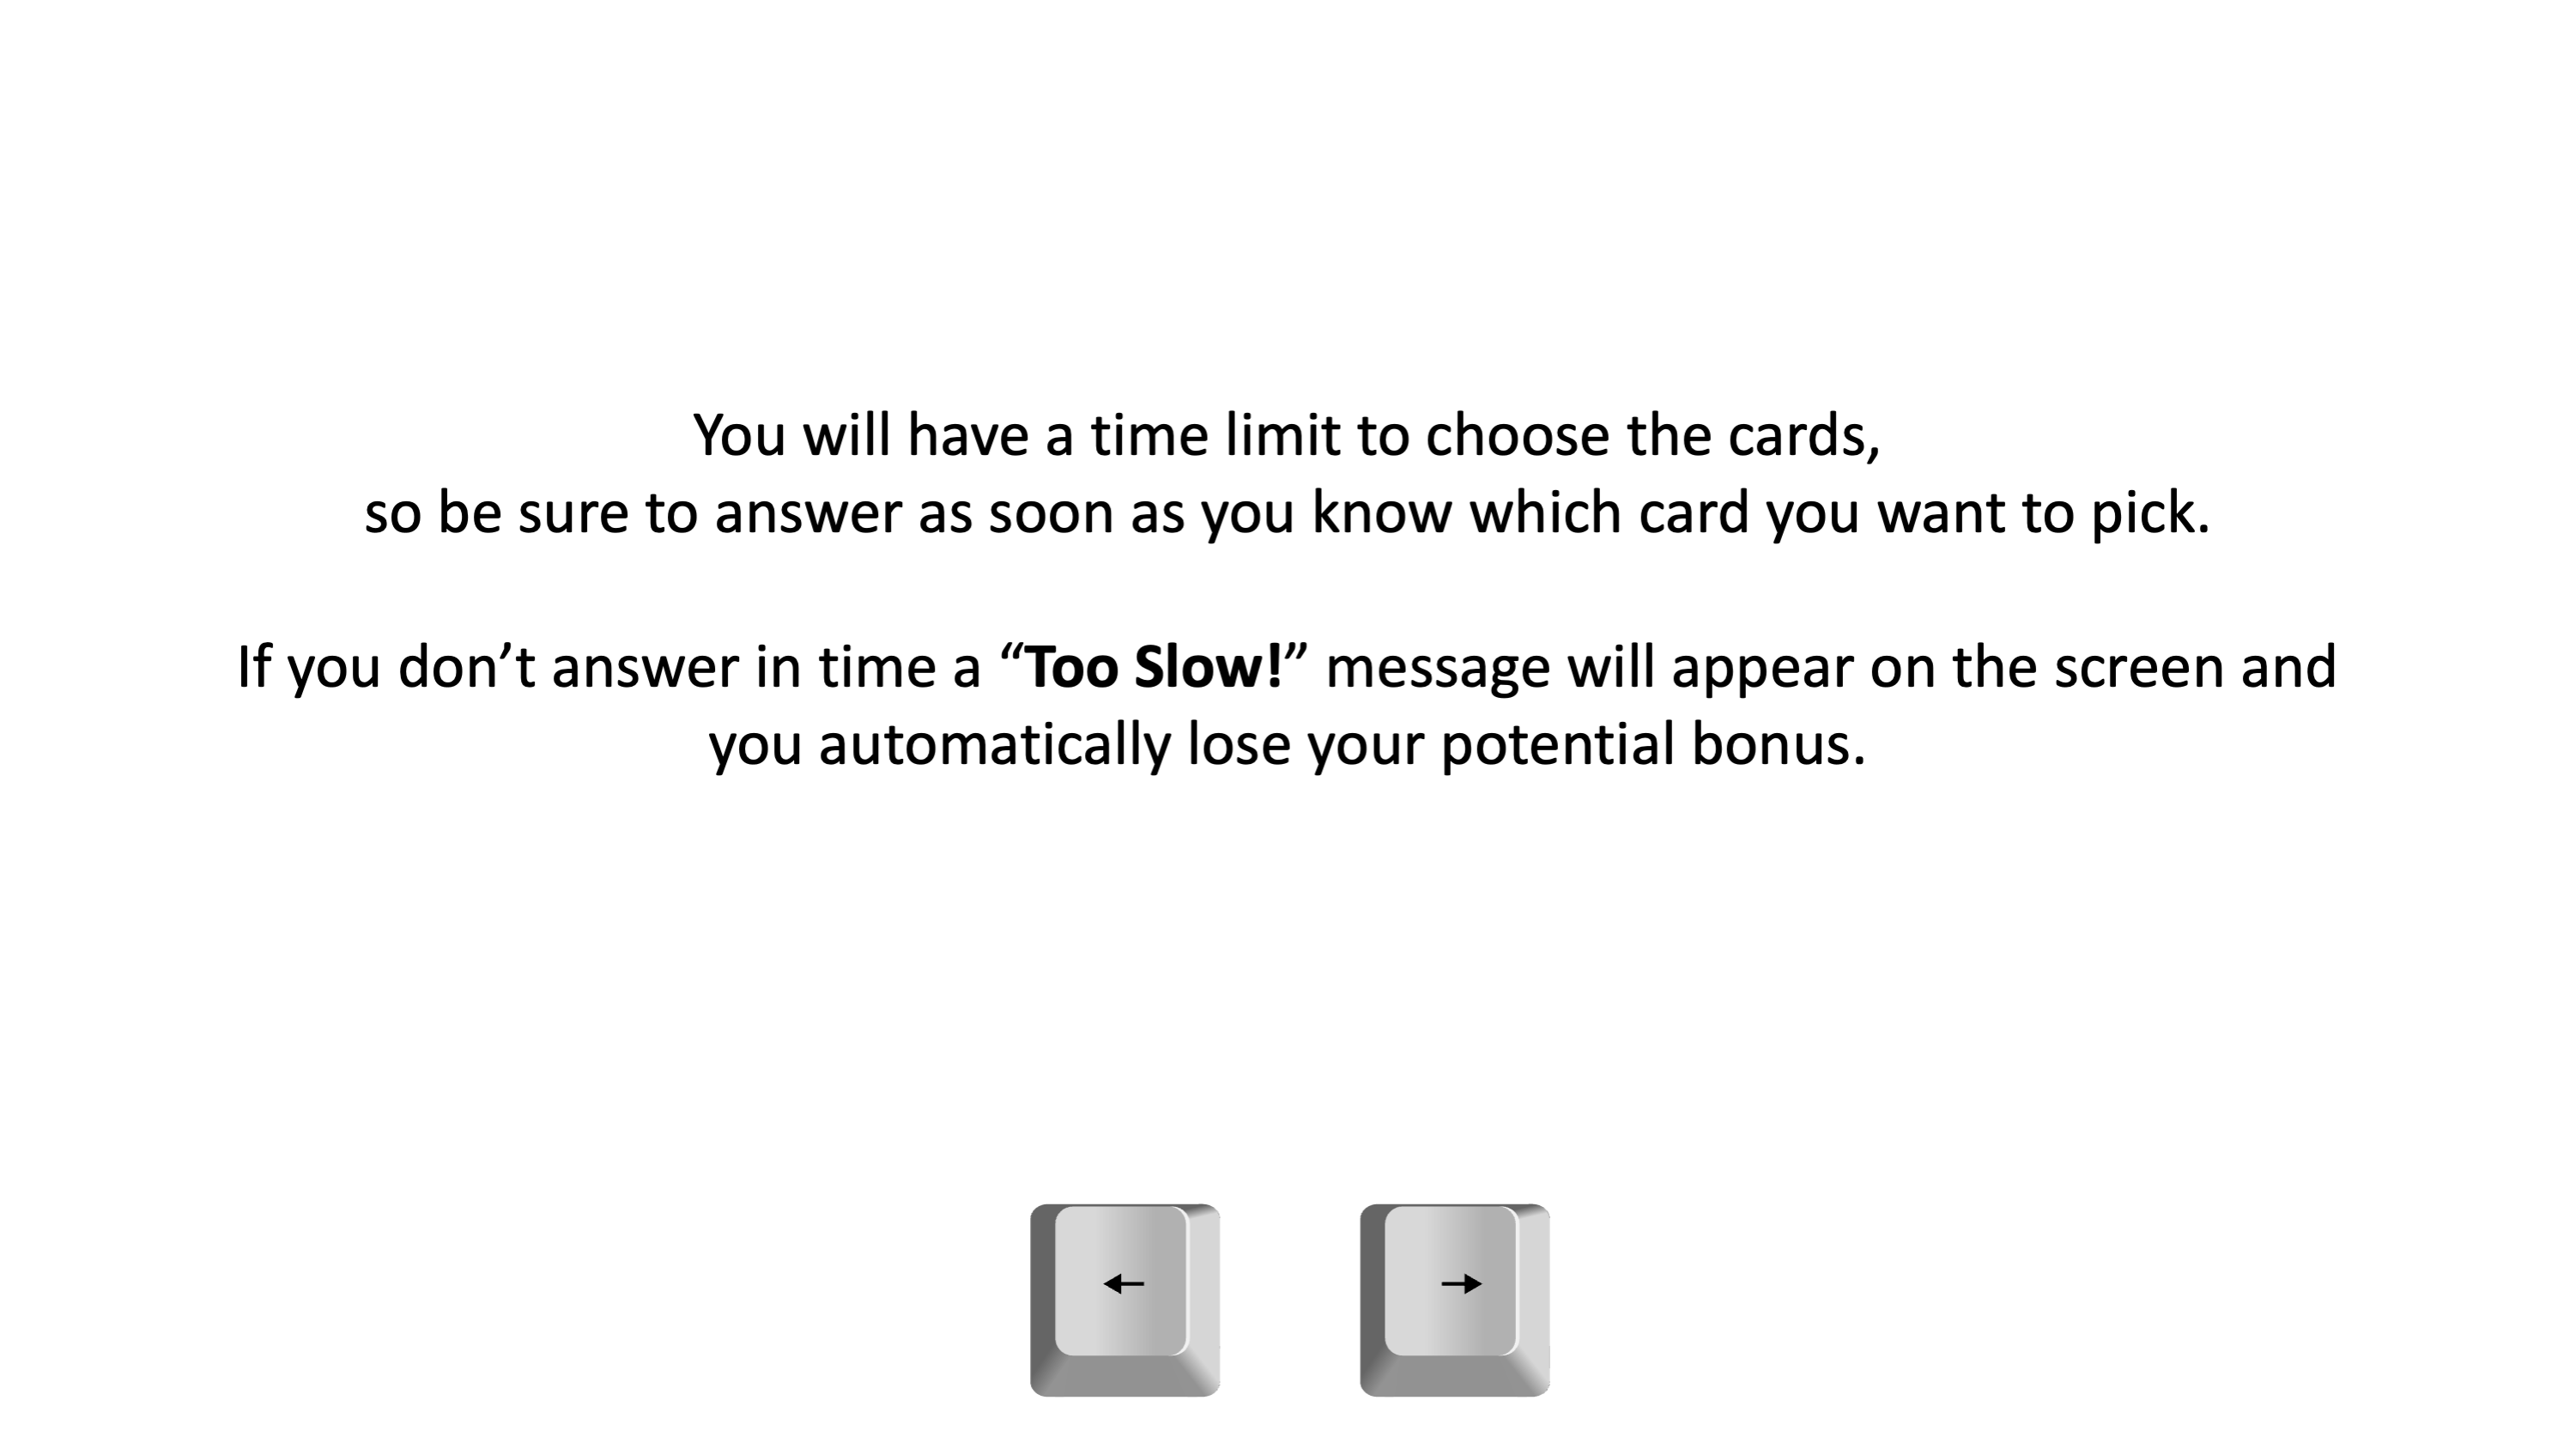 You will have a time limit to choose the cards,
so be sure to answer as soon as you know which card you want to pick.
If you don’t answer in time a “Too Slow!” message will appear on the screen and
you automatically lose your potential bonus.